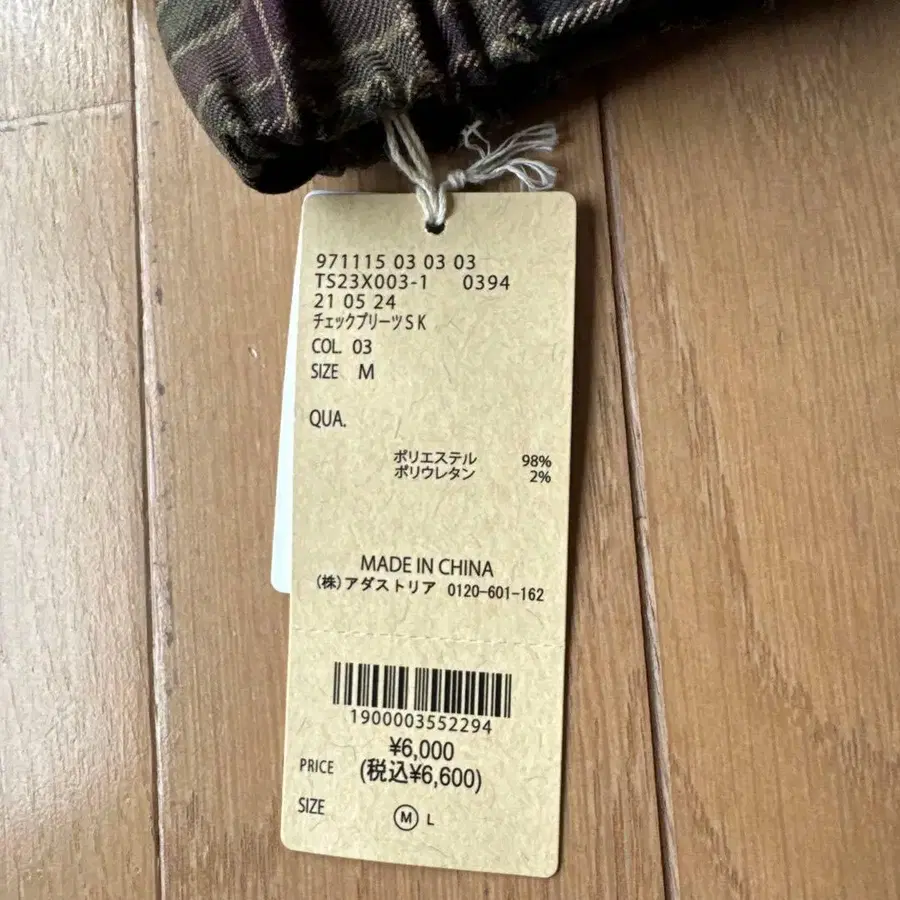 971115 03 03 03
TS23X003-1 0394
21 05 24
チェックプリーツSK
COL. 03
SIZE M
QUA.
ポリエステル 98%
ポリウレタン 2%
MADE IN CHINA
(株)アダストリア 0120-601-162
1900003552294
¥6,000
PRICE (税込¥6,600)
SIZE M L